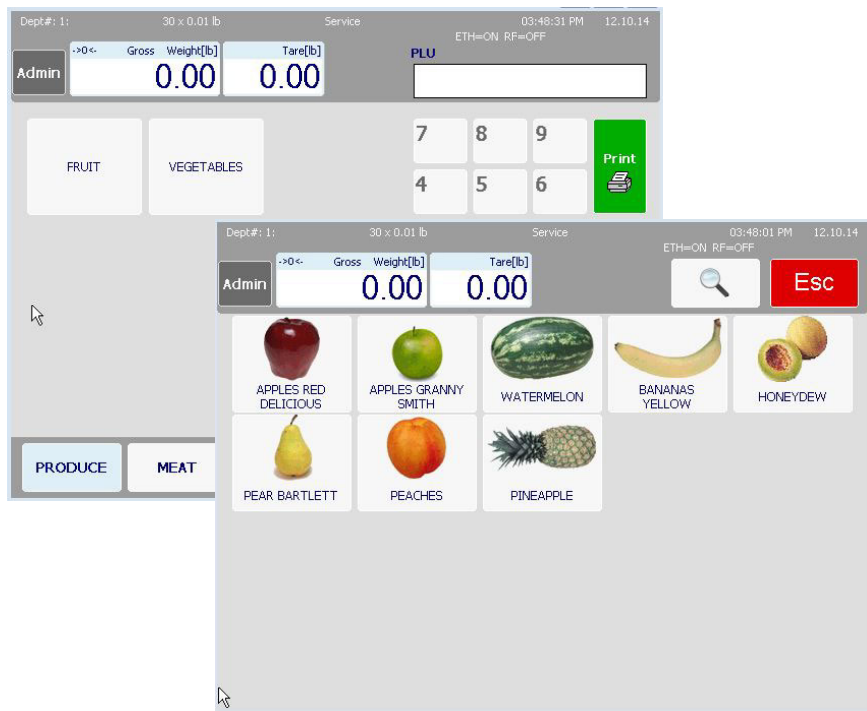 Dept#: 1: 30 x 0.01 lb Service 03:48:31 PM 12.10.14
ETH=ON RF=OFF
->0<- Gross Weight[lb] Tare[lb] PLU
Admin 0.00 0.00
7 8 9
FRUIT VEGETABLES Print
4 5 6
PRODUCE MEAT
Dept#: 1: 30 x 0.01 lb Service 03:48:01 PM 12.10.14
ETH=ON RF=OFF
->0<- Gross Weight[lb] Tare[lb]
Admin 0.00 0.00 Esc
APPLES RED DELICIOUS
APPLES GRANNY SMITH
WATERMELON
BANANAS YELLOW
HONEYDEW
PEAR BARTLETT PEACHES PINEAPPLE